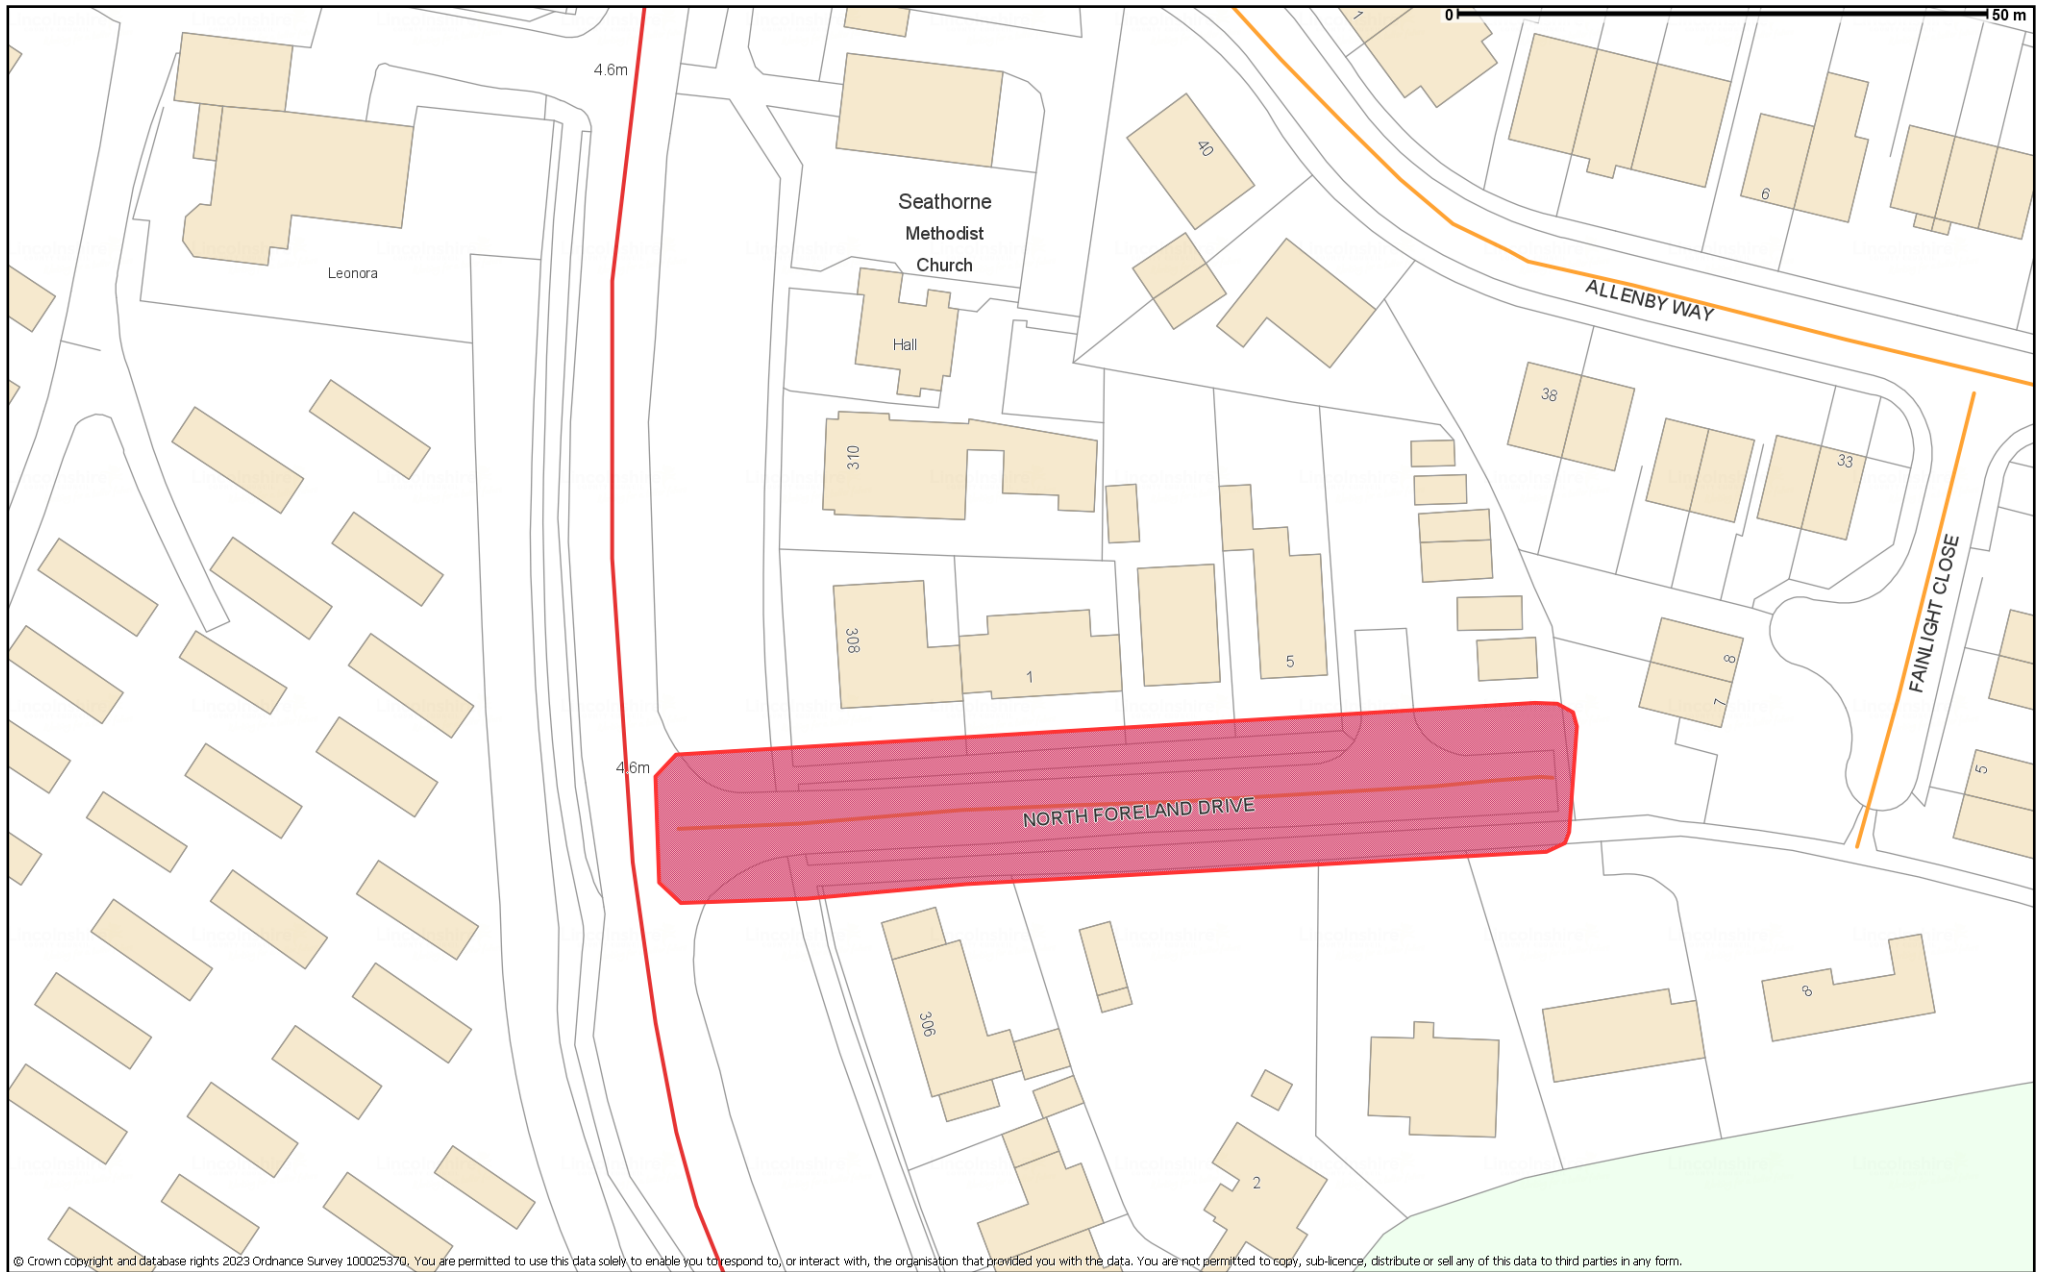 0
50 m
1
4.6m
40
6
Seathorne
Methodist
Church
Leonora
ALLENBY WAY
Hall
38
33
310
FAINLIGHT CLOSE
308
1
5
8
7
4.6m
5
NORTH FORELAND DRIVE
306
8
2
© Crown copyright and database rights 2023 Ordnance Survey 100025370. You are permitted to use this data solely to enable you to respond to, or interact with, the organisation that provided you with the data. You are not permitted to copy, sub-licence, distribute or sell any of this data to third parties in any form.